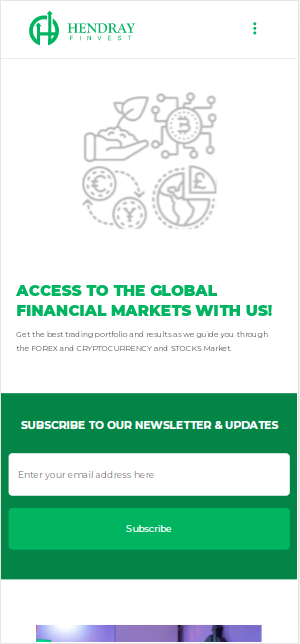 HENDRAY
FINVEST
ACCESS TO THE GLOBAL
FINANCIAL MARKETS WITH US!
Get the best trading portfolio and results as we guide you through
the FOREX and CRYPTOCURRENCY and STOCKS Market.
SUBSCRIBE TO OUR NEWSLETTER & UPDATES
Enter your email address here
Subscribe